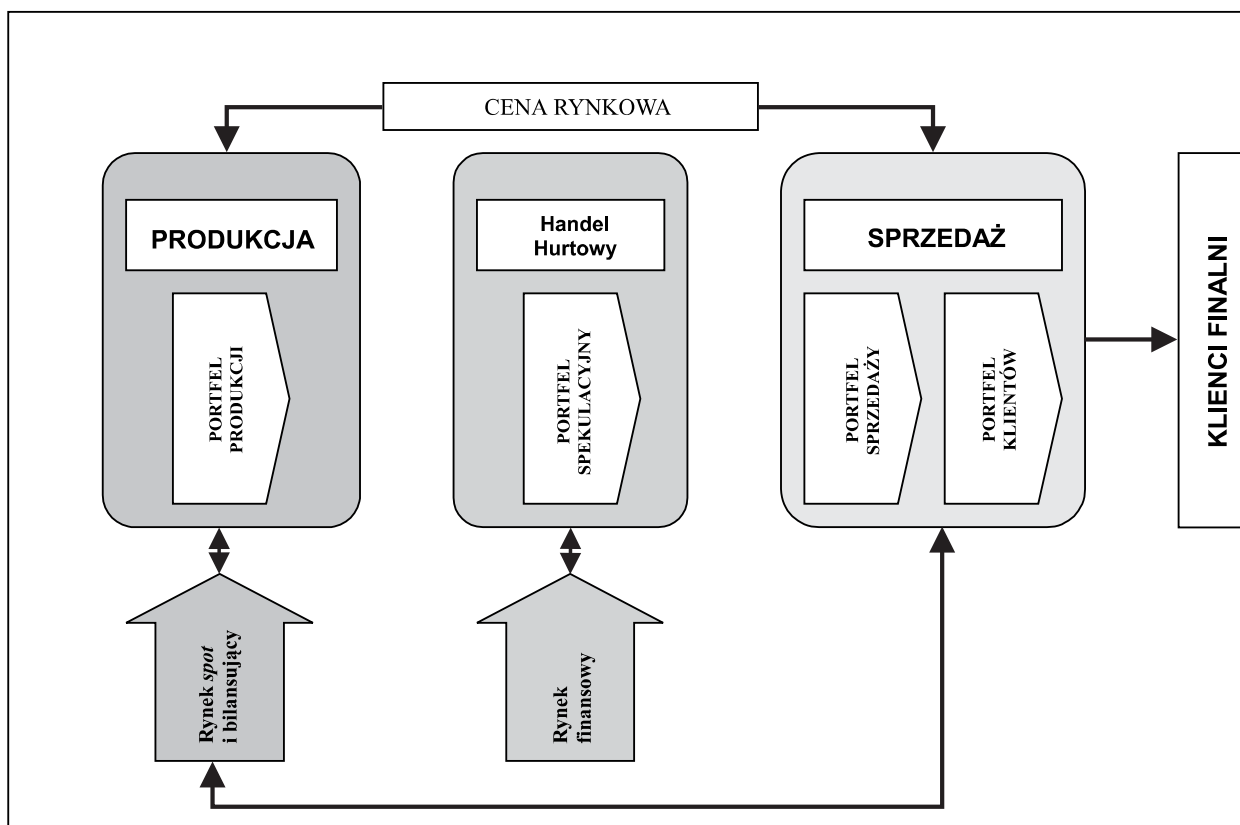 CENA RYNKOWA
PRODUKCJA
Handel
Hurtowy
SPRZEDAŻ
PORTFEL
PRODUKCJI
PORTFEL
SPEKULACYJNY
PORTFEL
SPRZEDAŻY
PORTFEL
KLIENTÓW
KLIENCI FINALNI
Rynek spot
i bilansujący
Rynek
finansowy